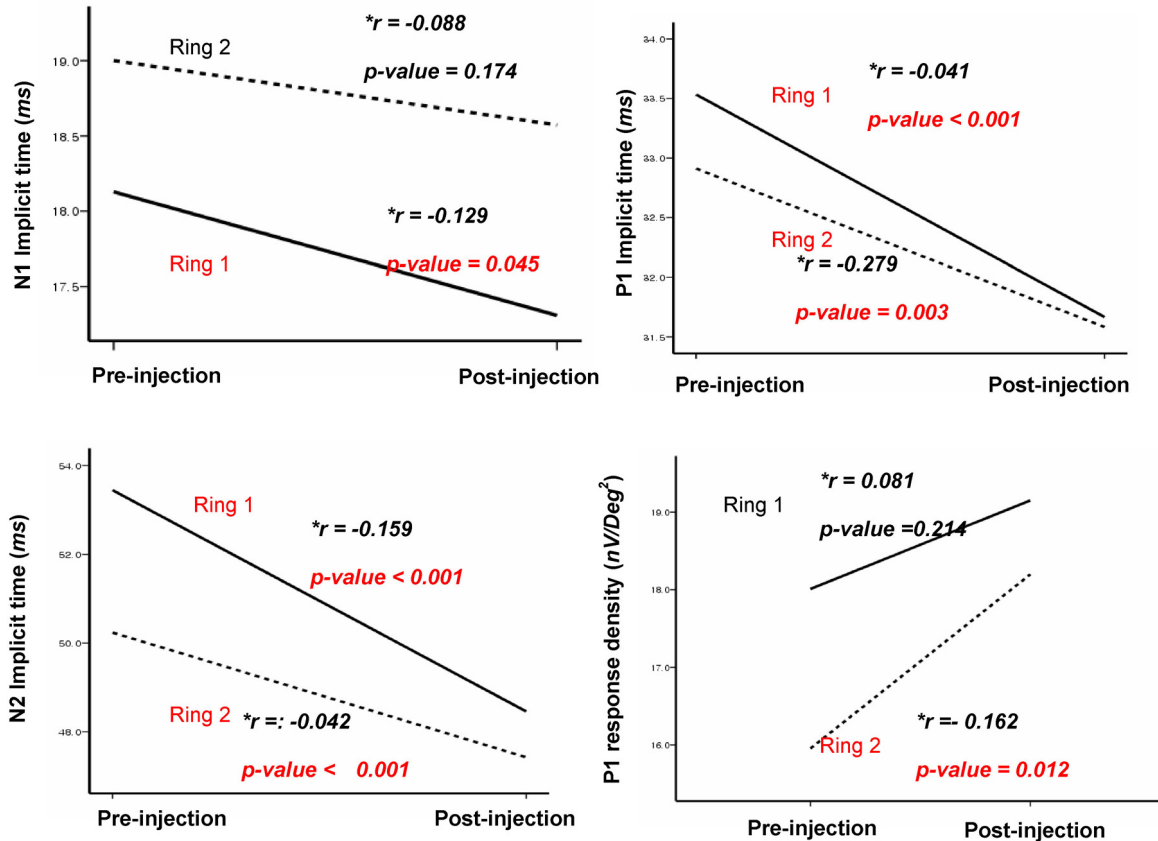 N1 Implicit time (ms)
19.0
18.5
18.0
17.5
Ring 2
*r = -0.088
p-value = 0.174
*r = -0.129
Ring 1
p-value = 0.045
Pre-injection
Post-injection
P1 Implicit time (ms)
34.0
33.5
33.0
32.5
32.0
31.5
*r = -0.041
Ring 1
p-value < 0.001
Ring 2
*r = -0.279
p-value = 0.003
Pre-injection
Post-injection
N2 Implicit time (ms)
54.0
52.0
50.0
48.0
Ring 1
*r = -0.159
p-value < 0.001
Ring 2
*r =: -0.042
p-value < 0.001
Pre-injection
Post-injection
P1 response density (nV/Deg²)
19.0
18.0
17.0
16.0
*r = 0.081
Ring 1
p-value =0.214
*r =- 0.162
Ring 2
p-value = 0.012
Pre-injection
Post-injection